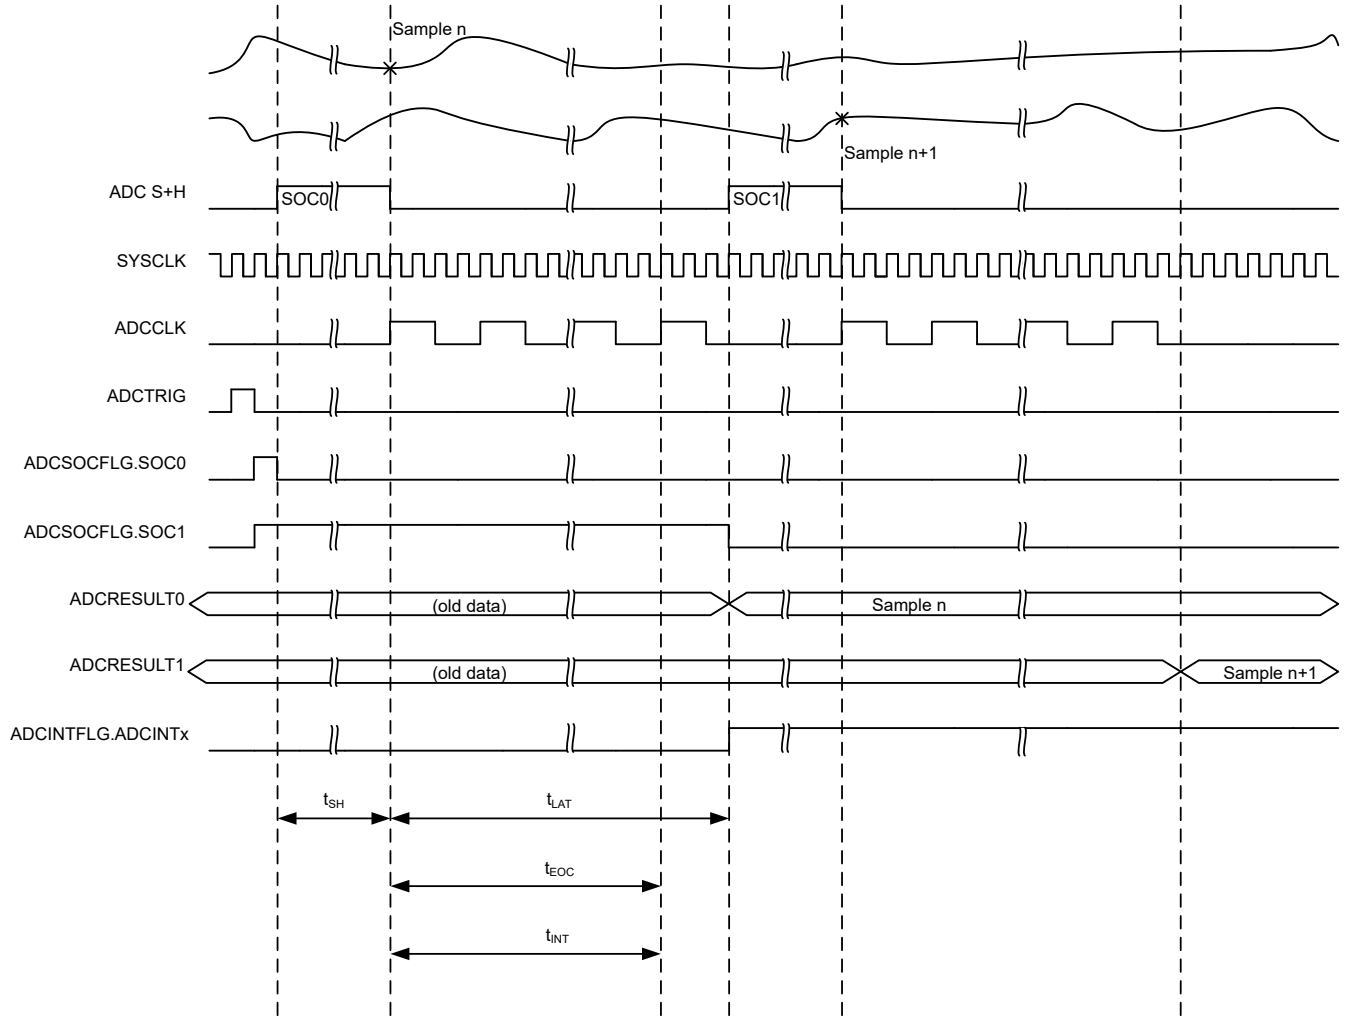 Sample n
Sample n+1
ADC S+H
SOC0
SOC1
SYSCLK
ADCCLK
ADCTRIG
ADCSOCFLG.SOC0
ADCSOCFLG.SOC1
ADCRESULT0
(old data)
Sample n
ADCRESULT1
(old data)
Sample n+1
ADCINTFLG.ADCINTx
tSH
tLAT
tEOC
tINT